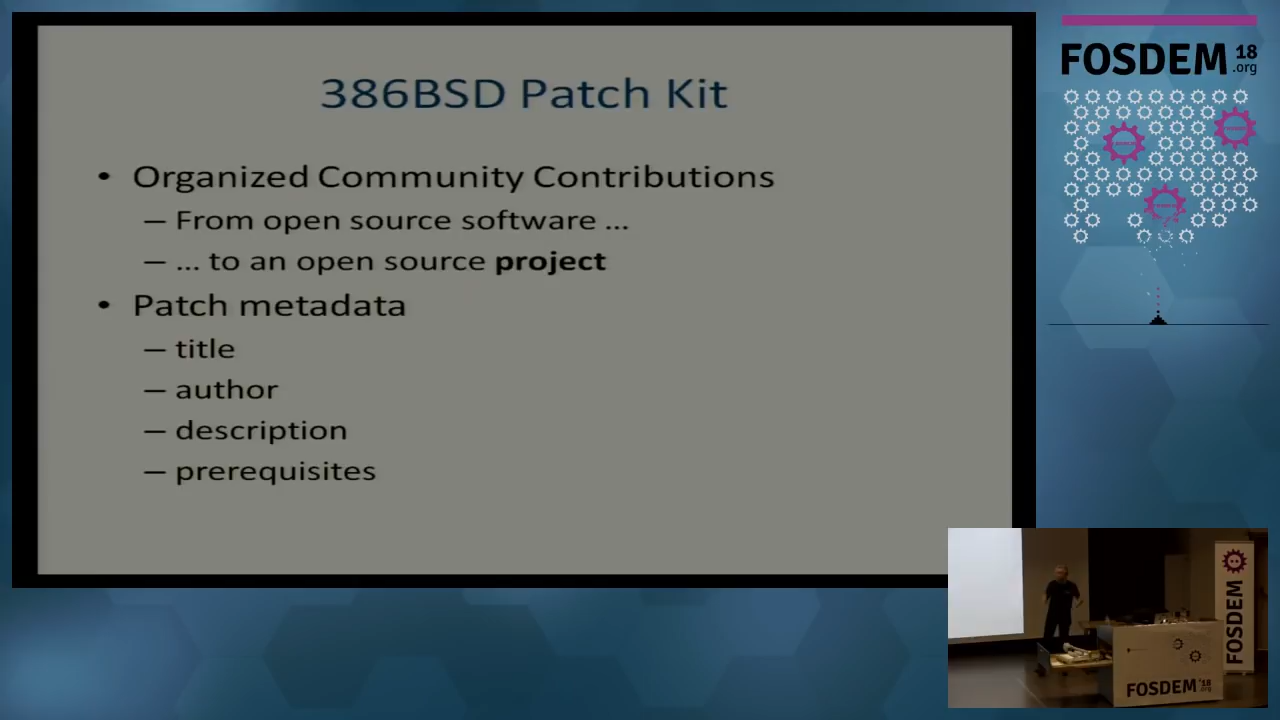 386BSD Patch Kit
• Organized Community Contributions
– From open source software ...
– ... to an open source project
• Patch metadata
– title
– author
– description
– prerequisites
FOSDEM 18
.org
FOSDEM
FOSDEM 18
.org